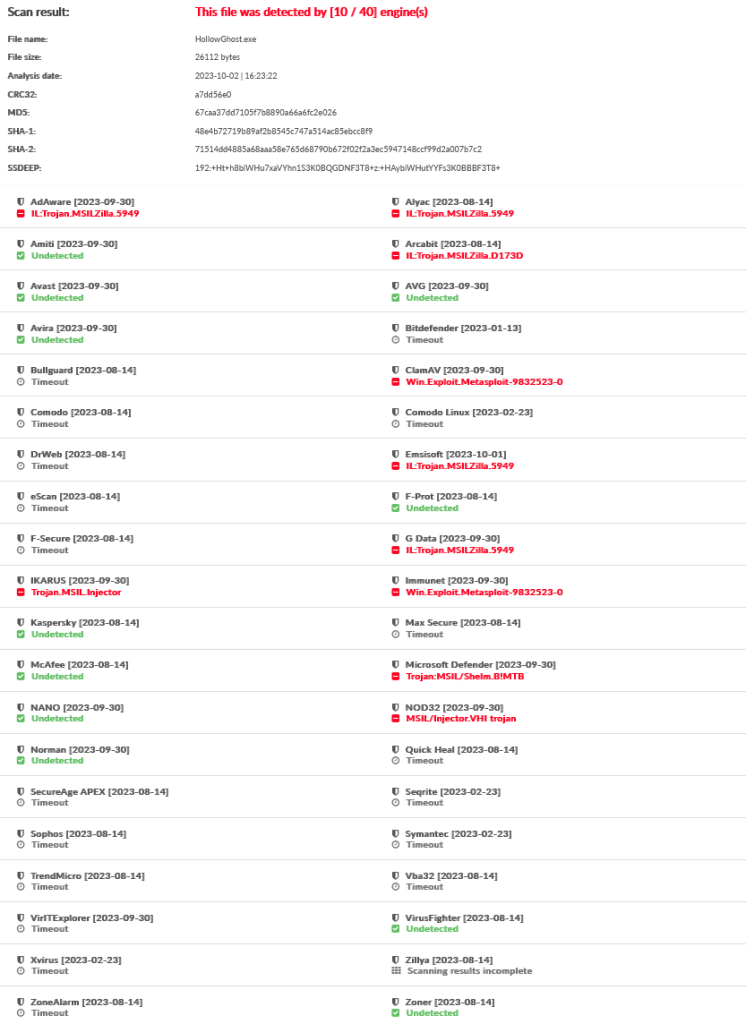 Scan result: This file was detected by [10 / 40] engine(s)
File name: HollowGhost.exe
File size: 26112 bytes
Analysis date: 2023-10-02 | 16:23:22
CRC32: a7dd56e0
MD5: 67caa37dd7105f7b8890a66a6fc2e026
SHA-1: 48e4b72719b89af2b8545c747a514ac85ebcc8f9
SHA-2: 71514dd4885a68aaa58e765d68790b672f02f2a3ec5947148ccf99d2a007b7c2
SSDEEP: 192:+Ht+h8biWHu7xaVYhn1S3K0BQGDNF3T8+z:+HAybiWHutYYFs3K0BBBF3T8+
AdAware [2023-09-30] Alyac [2023-08-14]
IL:Trojan.MSILZilla.5949 IL:Trojan.MSILZilla.5949
Amiti [2023-09-30] Arcabit [2023-08-14]
Undetected IL:Trojan.MSILZilla.D173D
Avast [2023-09-30] AVG [2023-09-30]
Undetected Undetected
Avira [2023-09-30] Bitdefender [2023-01-13]
Undetected Timeout
Bullguard [2023-08-14] ClamAV [2023-09-30]
Timeout Win.Exploit.Metasploit-9832523-0
Comodo [2023-08-14] Comodo Linux [2023-02-23]
Timeout Timeout
DrWeb [2023-08-14] Emsisoft [2023-10-01]
Timeout IL:Trojan.MSILZilla.5949
eScan [2023-08-14] F-Prot [2023-08-14]
Timeout Undetected
F-Secure [2023-08-14] G Data [2023-09-30]
Timeout IL:Trojan.MSILZilla.5949
IKARUS [2023-09-30] Immunet [2023-09-30]
Trojan.MSIL.Injector Win.Exploit.Metasploit-9832523-0
Kaspersky [2023-08-14] Max Secure [2023-08-14]
Undetected Timeout
McAfee [2023-08-14] Microsoft Defender [2023-09-30]
Undetected Trojan:MSIL/Shelm.B!MTB
NANO [2023-09-30] NOD32 [2023-09-30]
Undetected MSIL/Injector.VHI trojan
Norman [2023-09-30] Quick Heal [2023-08-14]
Undetected Timeout
SecureAge APEX [2023-08-14] Seqrite [2023-02-23]
Timeout Timeout
Sophos [2023-08-14] Symantec [2023-02-23]
Timeout Timeout
TrendMicro [2023-08-14] Vba32 [2023-08-14]
Timeout Timeout
VirITExplorer [2023-09-30] VirusFighter [2023-08-14]
Timeout Undetected
Xvirus [2023-02-23] Zillya [2023-08-14]
Timeout Scanning results incomplete
ZoneAlarm [2023-08-14] Zoner [2023-08-14]
Timeout Undetected